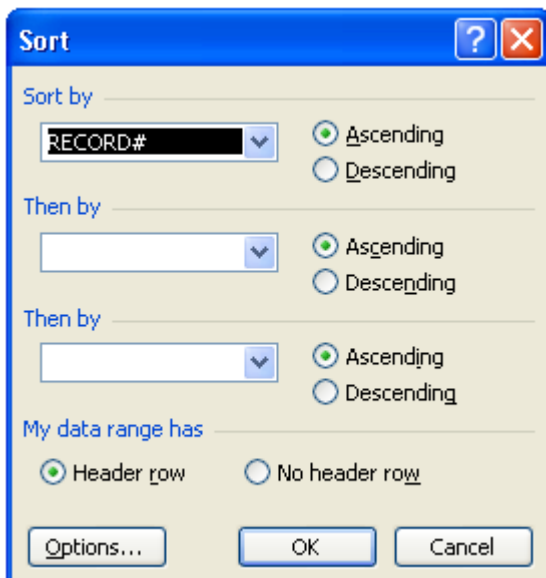 Sort
Sort by
RECORD#
Ascending
Descending
Then by
Ascending
Descending
Then by
Ascending
Descending
My data range has
Header row
No header row
Options...
OK
Cancel